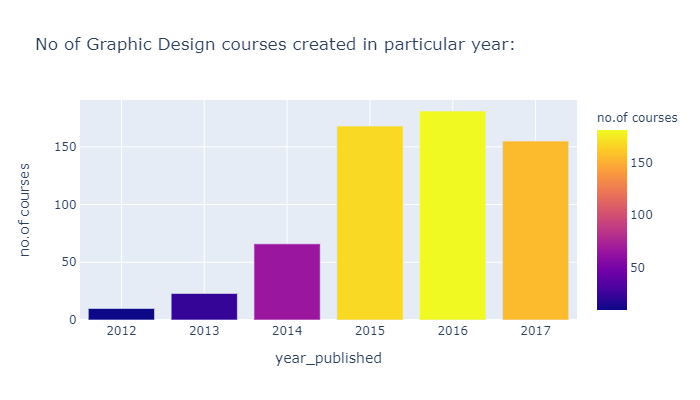 No of Graphic Design courses created in particular year:
no.of courses
150
100
50
0
2012 2013 2014 2015 2016 2017
year_published
no.of courses
150
100
50